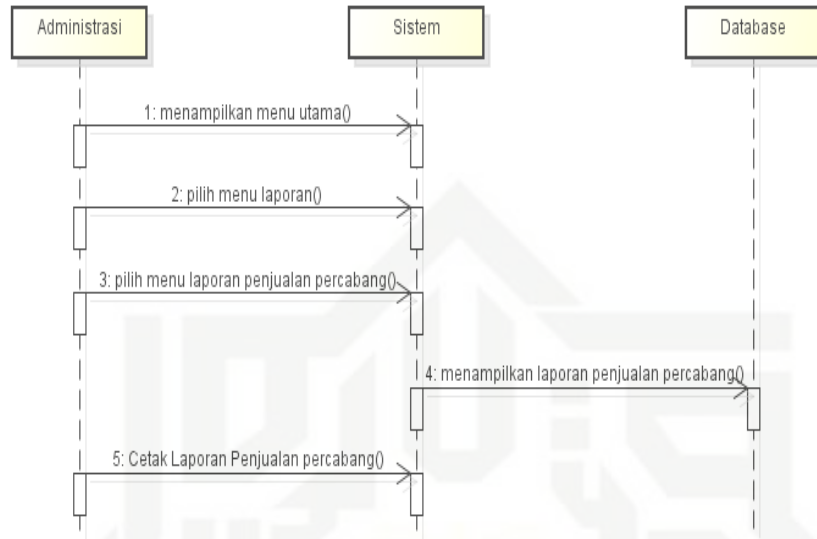 Administrasi
Sistem
Database
1: menampilkan menu utama()
2: pilih menu laporan()
3: pilih menu laporan penjualan percabang()
4: menampilkan laporan penjualan percabang()
5: Cetak Laporan Penjualan percabang()